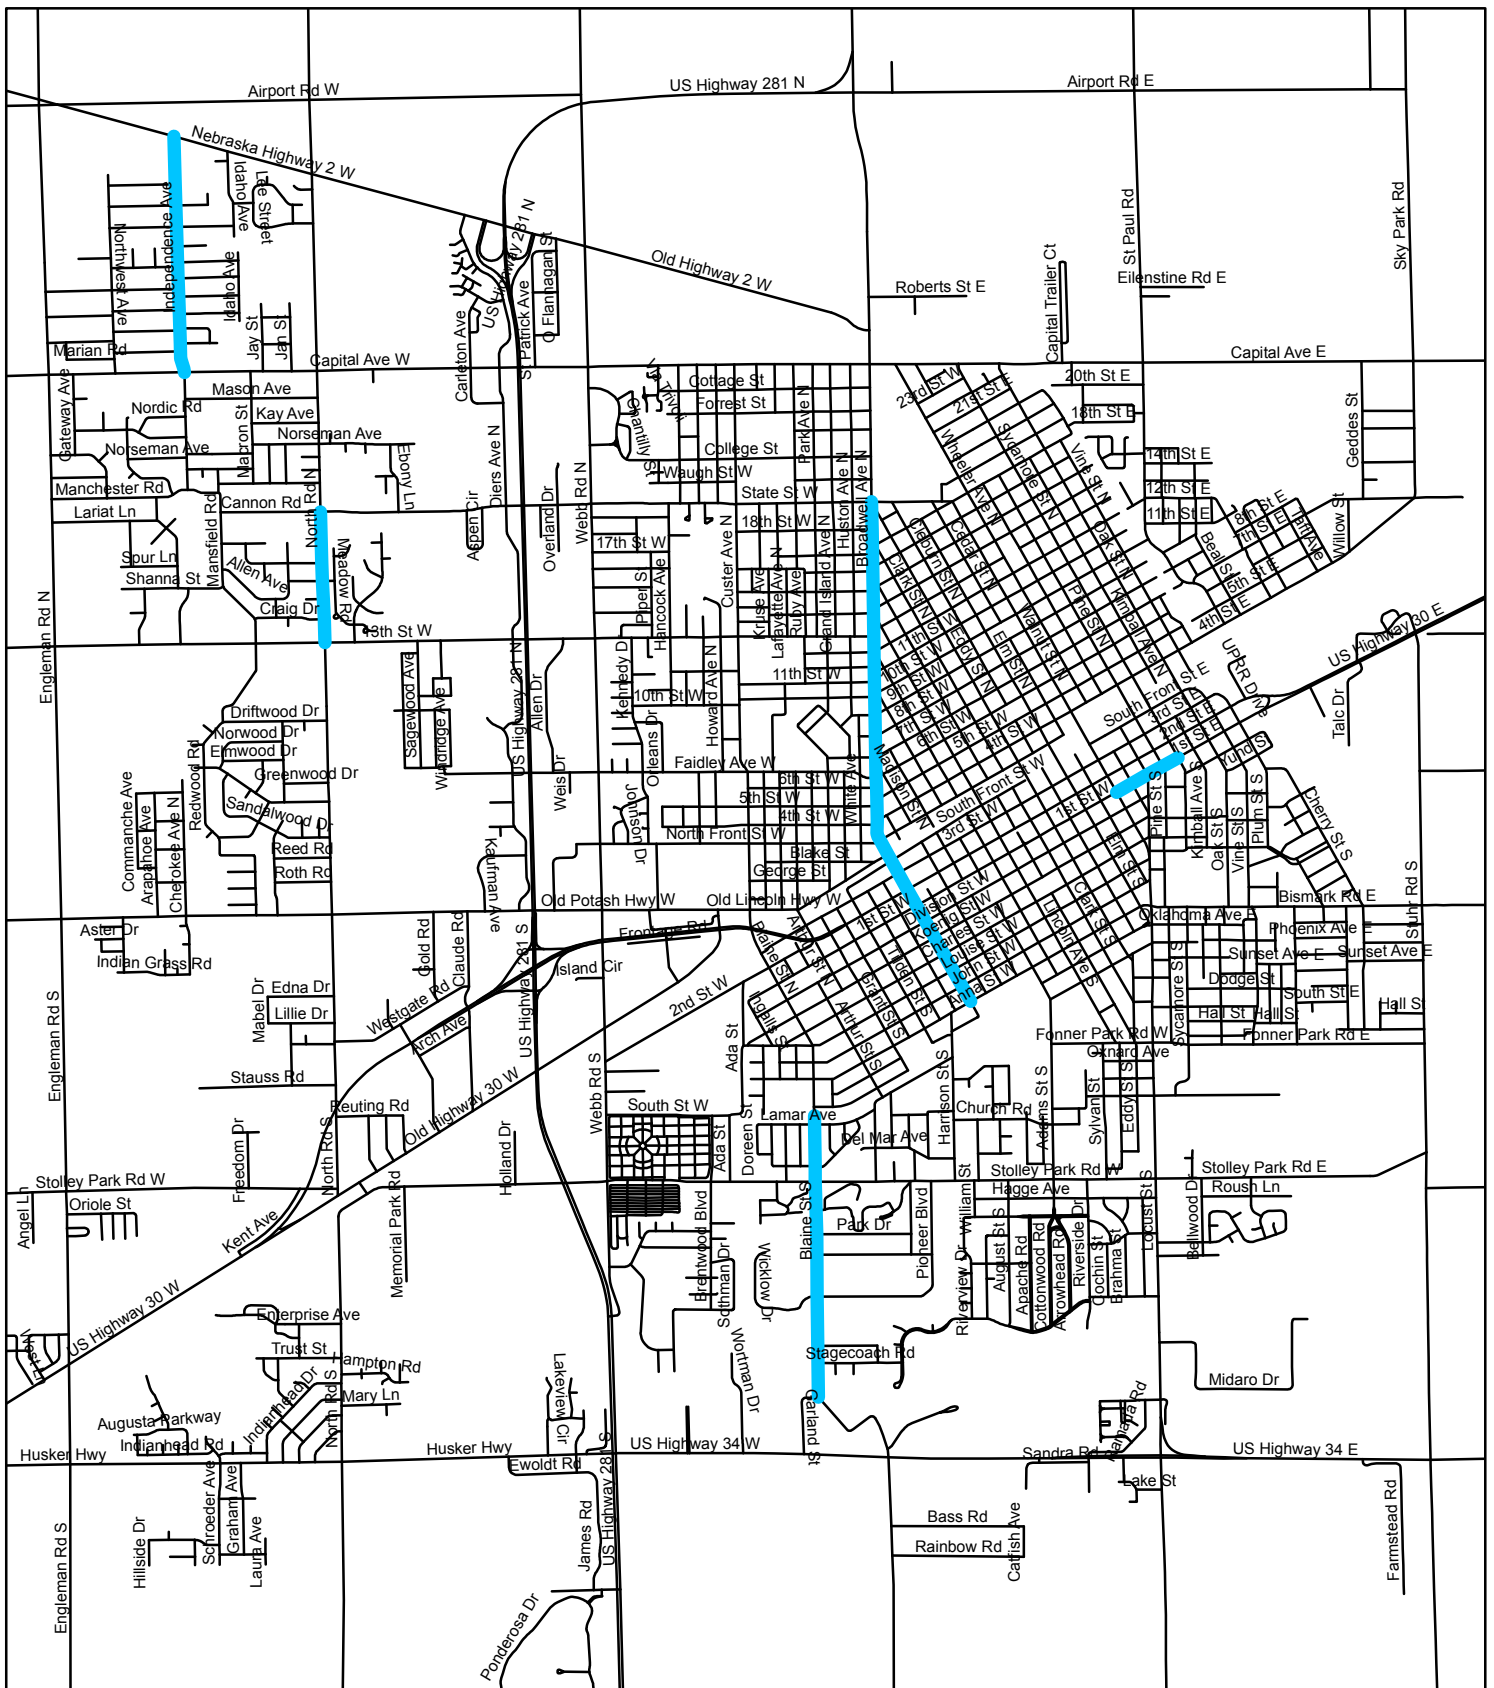 US Highway 281 N
Airport Rd W
Airport Rd E
Nebraska Highway 2 W
Idaho Ave
Lee Street
Independence Ave
Northwest Ave
Idaho Ave
US Highway 281 N
O Flannagan St
St Patrick Ave
Old Highway 2 W
St Paul Rd
Sky Park Rd
Roberts St E
Capital Trailer Ct
Eilenstine Rd E
Marian Rd
Jay St
Jan St
Capital Ave W
Carleton Ave
Capital Ave E
Gateway Ave
Mason Ave
Nordic Rd
Kay Ave
Macron St
Norseman Ave
Norseman Ave
Manchester Rd
Cannon Rd
Lariat Ln
Mansfield Rd
North Rd N
Ebony Ln
Diers Ave N
Aspen Cir
Overland Dr
Webb Rd N
Chantilly St
Cottage St
Forrest St
College St
Waugh St W
State St W
Park Ave N
Huston Ave N
Broadwell Ave N
23rd St W
21st St E
20th St E
18th St E
Wheeler Ave N
Sycamore St N
Vine St N
14th St E
12th St E
11th St E
Geddes St
Willow St
8th St E
7th St E
Taft Ave
Beal St
5th St E
4th St E
Spur Ln
Shanna St
Allen Ave
Craig Dr
Meadow Rd
13th St W
Engleman Rd N
17th St W
18th St W
Piper St
Hancock Ave
Custer Ave N
Kruse Ave
Lafayette Ave N
Ruby Ave
Grand Island Ave N
Clark St N
Cleburn St N
Cedar St N
Oak St N
Pine St N
Kimball Ave N
Walnut St N
Elm St N
Eddy St N
11th St W
10th St W
9th St W
8th St W
7th St W
6th St W
5th St W
4th St W
11th St W
10th St W
Howard Ave N
Orleans Dr
Sagewood Ave
Windridge Ave
US Highway 281 N
Allen Dr
Weis Dr
UPRR Drive
US Highway 30 E
Talc Dr
South Front St E
3rd St E
2nd St E
1st St E
Yund St
Driftwood Dr
Norwood Dr
Elmwood Dr
Greenwood Dr
Sandalwood Dr
Redwood Rd
Reed Rd
Roth Rd
Commanche Ave
Arapahoe Ave
Cherokee Ave N
Kaufman Ave
Faidley Ave W
6th St W
5th St W
4th St W
White Ave
Madison St N
North Front St W
Johnson Dr
Blake St
George St
South Front St W
3rd St W
1st St W
Pine St S
Kimball Ave S
Oak St S
Vine St S
Plum St S
Cherry St S
Elm St S
Bismark Rd E
Stuhr Rd S
Old Potash Hwy W
Old Lincoln Hwy W
Frontage Rd
Aster Dr
Indian Grass Rd
Gold Rd
Claude Rd
Island Cir
US Highway 281 S
Westgate Rd
Arch Ave
2nd St W
Blaine St N
Arthur St N
1st St W
Division St W
Koenig St W
Charles St W
Louise St W
John St W
Anna St W
Tilden St S
Grant St S
Arthur St S
Clark St S
Lincoln Ave S
Oklahoma Ave E
Phoenix Ave E
Sunset Ave E
Sunset Ave E
Dodge St
South St E
Hall St
Hall St
Hall St
Sycamore St S
Fonner Park Rd W
Fonner Park Rd E
Oxnard Ave
Engleman Rd S
Edna Dr
Lillie Dr
Mabel Dr
Stauss Rd
Reuting Rd
Old Highway 30 W
Webb Rd S
Ada St
South St W
Doreen St
Ada St
Lamar Ave
Del Mar Ave
Harrison St S
Church Rd
Adams St S
Sylvan St
Eddy St S
Freedom Dr
North Rd S
Holland Dr
Memorial Park Rd
Stolley Park Rd W
Stolley Park Rd W
Stolley Park Rd E
Angel Ln
Oriole St
Kent Ave
Brentwood Blvd
Sothman Dr
Wicklow Dr
Blaine St S
Park Dr
Pioneer Blvd
William St
Hagge Ave
August St S
Riverview Dr
Apache Rd
Cottonwood Rd
Arrowhead Rd
Riverside Dr
Cochin St
Brahma St
Locust St S
Bellwood Dr
Roush Ln
US Highway 30 W
West Ln
Enterprise Ave
Trust St
Hampton Rd
Mary Ln
Indianhead Dr
North Rd S
Augusta Parkway
Indianhead Rd
Wortman Dr
Stagecoach Rd
Garland St
Midaro Dr
Ramada Rd
Lakeview Cir
Husker Hwy
Husker Hwy
US Highway 34 W
Sandra Rd
US Highway 34 E
Ewoldt Rd
US Highway 281 S
Lake St
Engleman Rd S
Hillside Dr
Schroeder Ave
Graham Ave
Laura Ave
James Rd
Bass Rd
Rainbow Rd
Catfish Ave
Farmstead Rd
Ponderosa Dr